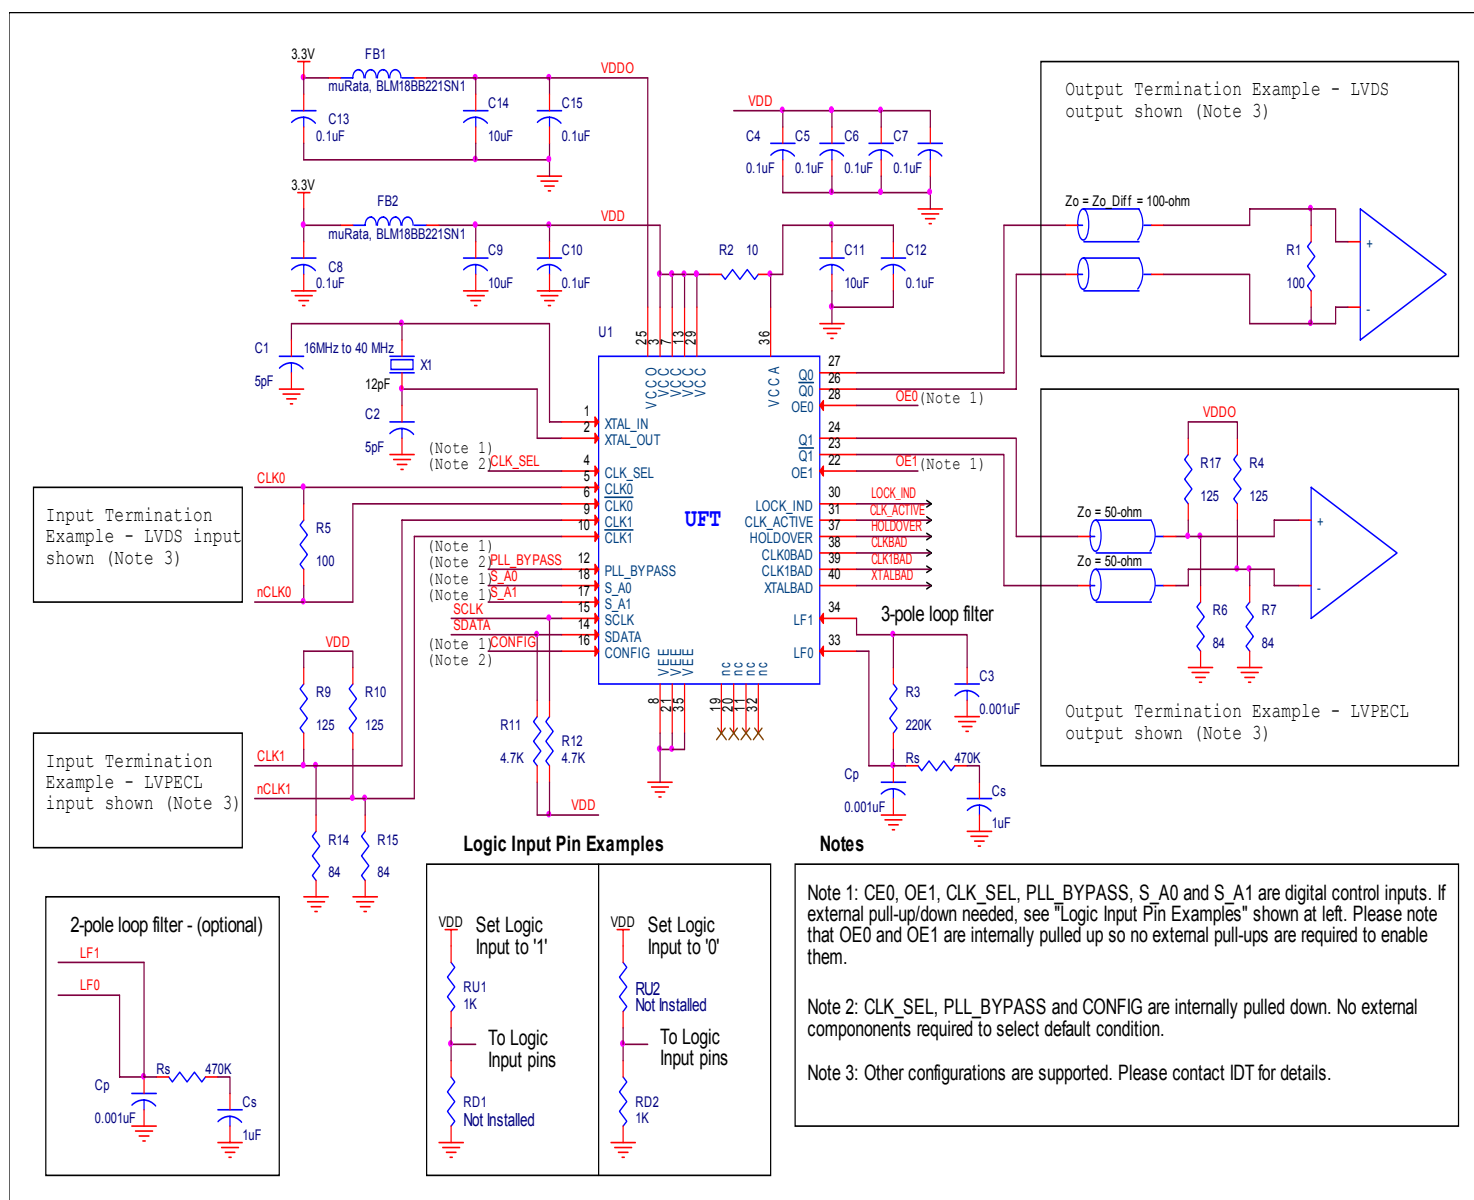 3.3V
FB1
muRata, BLM18BB221SN1
VDDO
C13
0.1uF
C14
10uF
C15
0.1uF
3.3V
FB2
muRata, BLM18BB221SN1
VDD
C8
0.1uF
C9
10uF
C10
0.1uF
VDD
C4
C5
C6
C7
0.1uF
0.1uF
0.1uF
0.1uF
R2 10
C11
10uF
C12
0.1uF
Output Termination Example - LVDS
output shown (Note 3)
Zo = Zo_Diff = 100-ohm
R1
100
+
-
C1
5pF
16MHz to 40 MHz
X1
12pF
C2
5pF
U1
25
3
7
13
29
36
VCCO
VCC
VCC
VCC
VCC
VCCA
1
XTAL_IN
2
XTAL_OUT
(Note 1)
(Note 2)
CLK_SEL
4
CLK_SEL
5
CLK0
6
CLK0
9
CLK1
10
CLK1
(Note 1)
(Note 2)
PLL_BYPASS
12
PLL_BYPASS
(Note 1)
S_A0
18
S_A0
(Note 1)
S_A1
17
S_A1
SCLK
15
SCLK
SDATA
14
SDATA
(Note 1)
(Note 2)
CONFIG
16
CONFIG
UFT
27
Q0
26
Q0
28
OE0
OE0
(Note 1)
24
Q1
23
Q1
22
OE1
OE1
(Note 1)
30
LOCK_IND
LOCK_IND
31
CLK_ACTIVE
CLK_ACTIVE
37
HOLDOVER
HOLDOVER
38
CLK0BAD
CLKBAD
39
CLK1BAD
CLK1BAD
40
XTALBAD
XTALBAD
34
LF1
33
LF0
VEE
VEE
VEE
8
21
35
nc
nc
nc
nc
19
20
11
32
CLK0
Input Termination
Example - LVDS input
shown (Note 3)
R5
100
nCLK0
VDD
R9
125
R10
125
CLK1
Input Termination
Example - LVPECL
input shown (Note 3)
nCLK1
R14
84
R15
84
R11
4.7K
R12
4.7K
VDD
3-pole loop filter
R3
220K
C3
0.001uF
Rs
470K
Cp
0.001uF
Cs
1uF
VDDO
R17
125
R4
125
Zo = 50-ohm
Zo = 50-ohm
+
-
R6
84
R7
84
Output Termination Example - LVPECL
output shown (Note 3)
2-pole loop filter - (optional)
LF1
LF0
Rs
470K
Cp
0.001uF
Cs
1uF
Logic Input Pin Examples
VDD
Set Logic
Input to '1'
RU1
1K
To Logic
Input pins
RD1
Not Installed
VDD
Set Logic
Input to '0'
RU2
Not Installed
To Logic
Input pins
RD2
1K
Notes
Note 1: CE0, OE1, CLK_SEL, PLL_BYPASS, S_A0 and S_A1 are digital control inputs. If
external pull-up/down needed, see "Logic Input Pin Examples" shown at left. Please note
that OE0 and OE1 are internally pulled up so no external pull-ups are required to enable
them.
Note 2: CLK_SEL, PLL_BYPASS and CONFIG are internally pulled down. No external
compononents required to select default condition.
Note 3: Other configurations are supported. Please contact IDT for details.